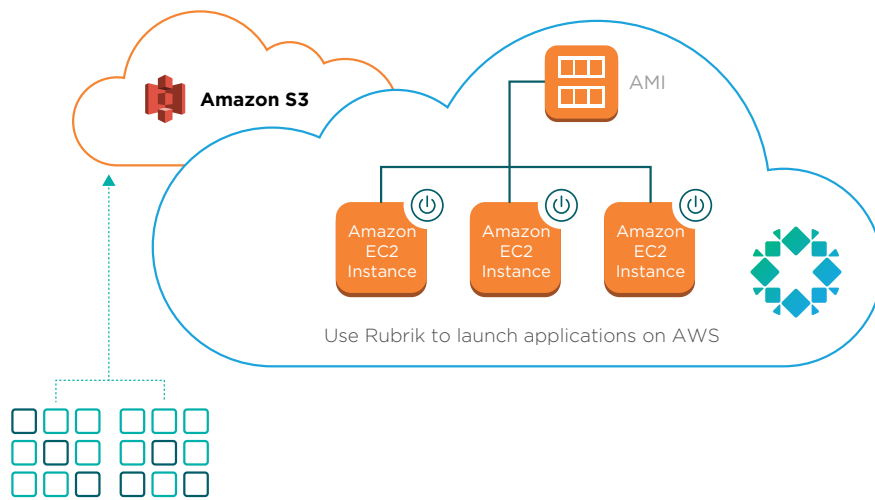 Amazon S3
AMI
Amazon
EC2
Instance
Amazon
EC2
Instance
Amazon
EC2
Instance
Use Rubrik to launch applications on AWS